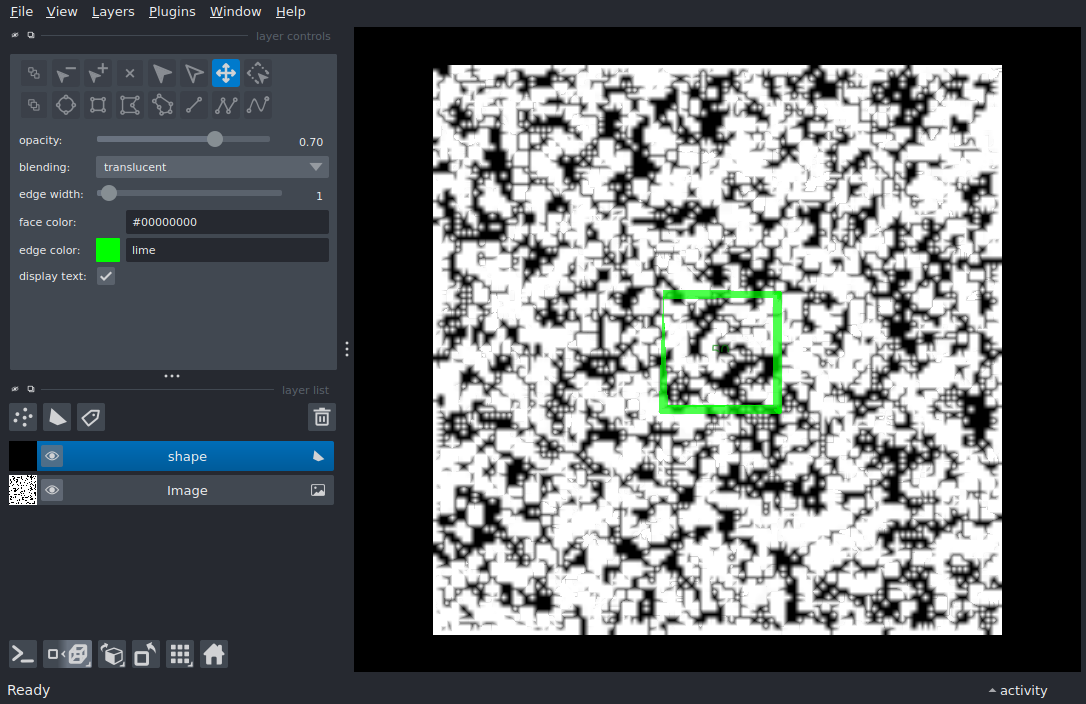 File View Layers Plugins Window Help
layer controls
opacity: 0.70
blending: translucent
edge width: 1
face color: #00000000
edge color: lime
display text:
layer list
shape
Image
Ready
activity